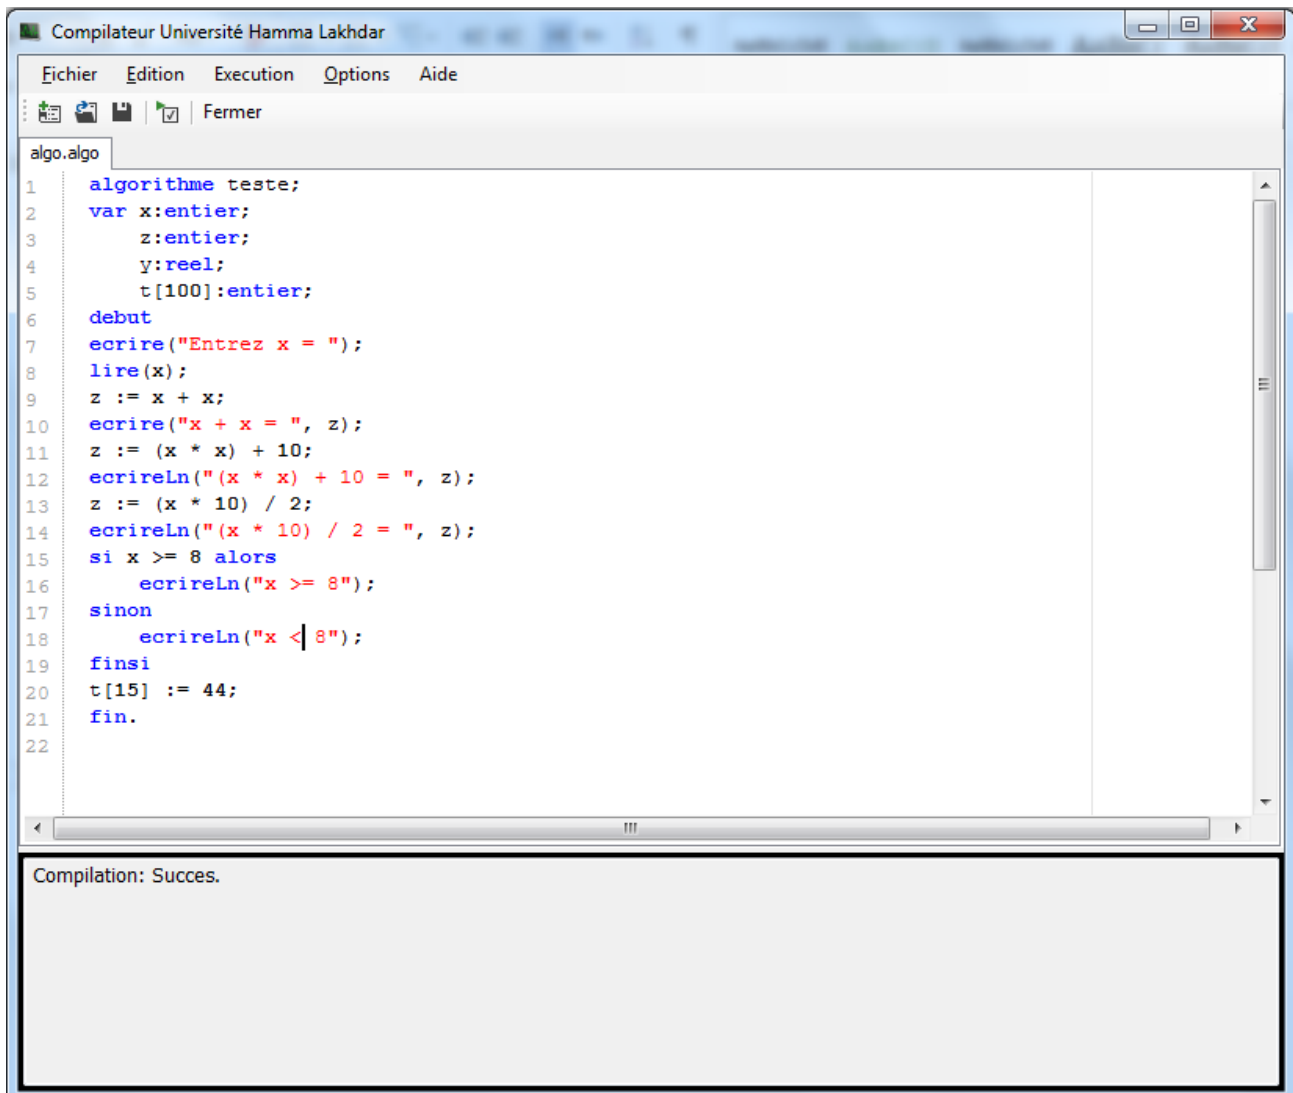 Compilateur Université Hamma Lakhdar
Fichier Edition Execution Options Aide
Fermer
algo.algo
1 algorithme teste;
2 var x:entier;
3 z:entier;
4 y:reel;
5 t[100]:entier;
6 debut
7 ecrire("Entrez x = ");
8 lire(x);
9 z := x + x;
10 ecrire("x + x = ", z);
11 z := (x * x) + 10;
12 ecrireLn("(x * x) + 10 = ", z);
13 z := (x * 10) / 2;
14 ecrireLn("(x * 10) / 2 = ", z);
15 si x >= 8 alors
16 ecrireLn("x >= 8");
17 sinon
18 ecrireLn("x < 8");
19 finsi
20 t[15] := 44;
21 fin.
22
Compilation: Succes.